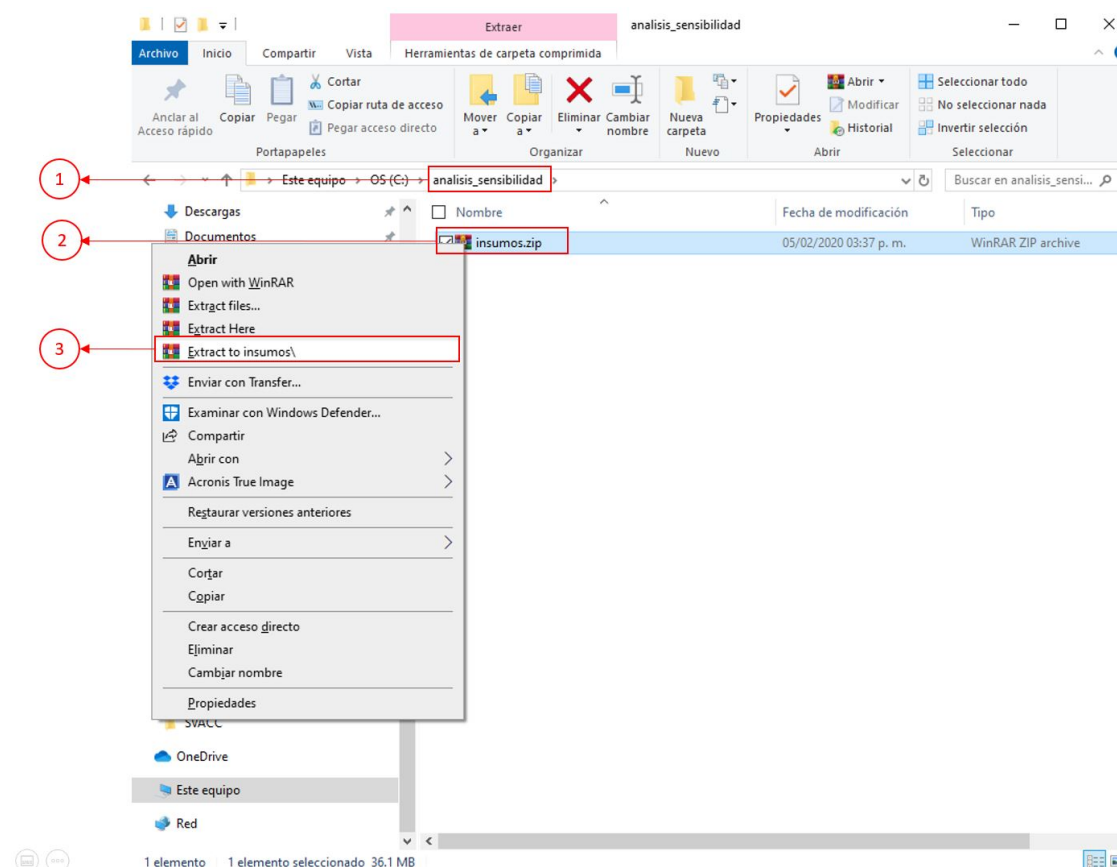 Extraer
analisis_sensibilidad
Archivo
Inicio
Compartir
Vista
Herramientas de carpeta comprimida
Anclar al
Acceso rápido
Copiar
Pegar
Cortar
Copiar ruta de acceso
Pegar acceso directo
Portapapeles
Mover
a
Copiar
a
Eliminar
Cambiar
nombre
Organizar
Nueva
carpeta
Nuevo
Propiedades
Abrir
Modificar
Historial
Abrir
Seleccionar todo
No seleccionar nada
Invertir selección
Seleccionar
1
Este equipo > OS (C:) > analisis_sensibilidad >
Buscar en analisis_sensi...
Descargas
Documentos
Nombre
Fecha de modificación
Tipo
2
insumos.zip
05/02/2020 03:37 p. m.
WinRAR ZIP archive
Abrir
Open with WinRAR
Extract files...
Extract Here
3
Extract to insumos\
Enviar con Transfer...
Examinar con Windows Defender...
Compartir
Abrir con
Acronis True Image
Restaurar versiones anteriores
Enviar a
Cortar
Copiar
Crear acceso directo
Eliminar
Cambiar nombre
Propiedades
SVACC
OneDrive
Este equipo
Red
1 elemento
1 elemento seleccionado 36.1 MB